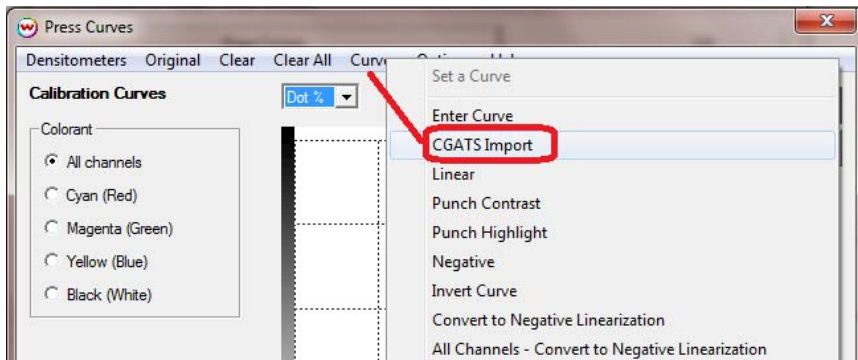 Press Curves
Densitometers Original Clear Clear All
Calibration Curves
Dot %
Colorant
All channels
Cyan (Red)
Magenta (Green)
Yellow (Blue)
Black (White)
Set a Curve
Enter Curve
CGATS Import
Linear
Punch Contrast
Punch Highlight
Negative
Invert Curve
Convert to Negative Linearization
All Channels - Convert to Negative Linearization